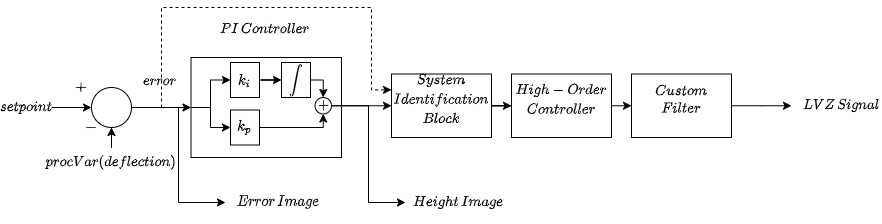 PI Controller
+
error
k_i
∫
System
Identification
Block
High − Order
Controller
Custom
Filter
setpoint
+
LVZ Signal
−
k_p
procVar(deflection)
Error Image
Height Image